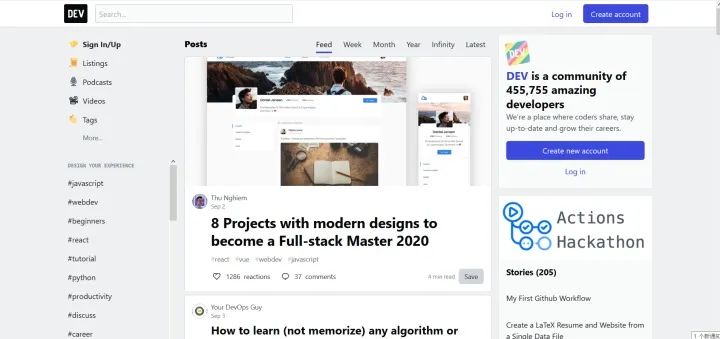 DEV
Search...
Log in
Create account
Sign In/Up
Listings
Podcasts
Videos
Tags
More...
DESIGN YOUR EXPERIENCE
#javascript
#webdev
#beginners
#react
#tutorial
#python
#productivity
#discuss
#career
Posts
Feed Week Month Year Infinity Latest
Thu Nghiem
Sep 2
8 Projects with modern designs to
become a Full-stack Master 2020
#react #vue #webdev #javascript
1286 reactions 37 comments
4 min read Save
Your DevOps Guy
Sep 3
How to learn (not memorize) any algorithm or
DEV is a community of
455,755 amazing
developers
We're a place where coders share, stay
up-to-date and grow their careers.
Create new account
Log in
Actions
Hackathon
Stories (205)
My First Github Workflow
Create a LaTeX Resume and Website from
a Single Data File